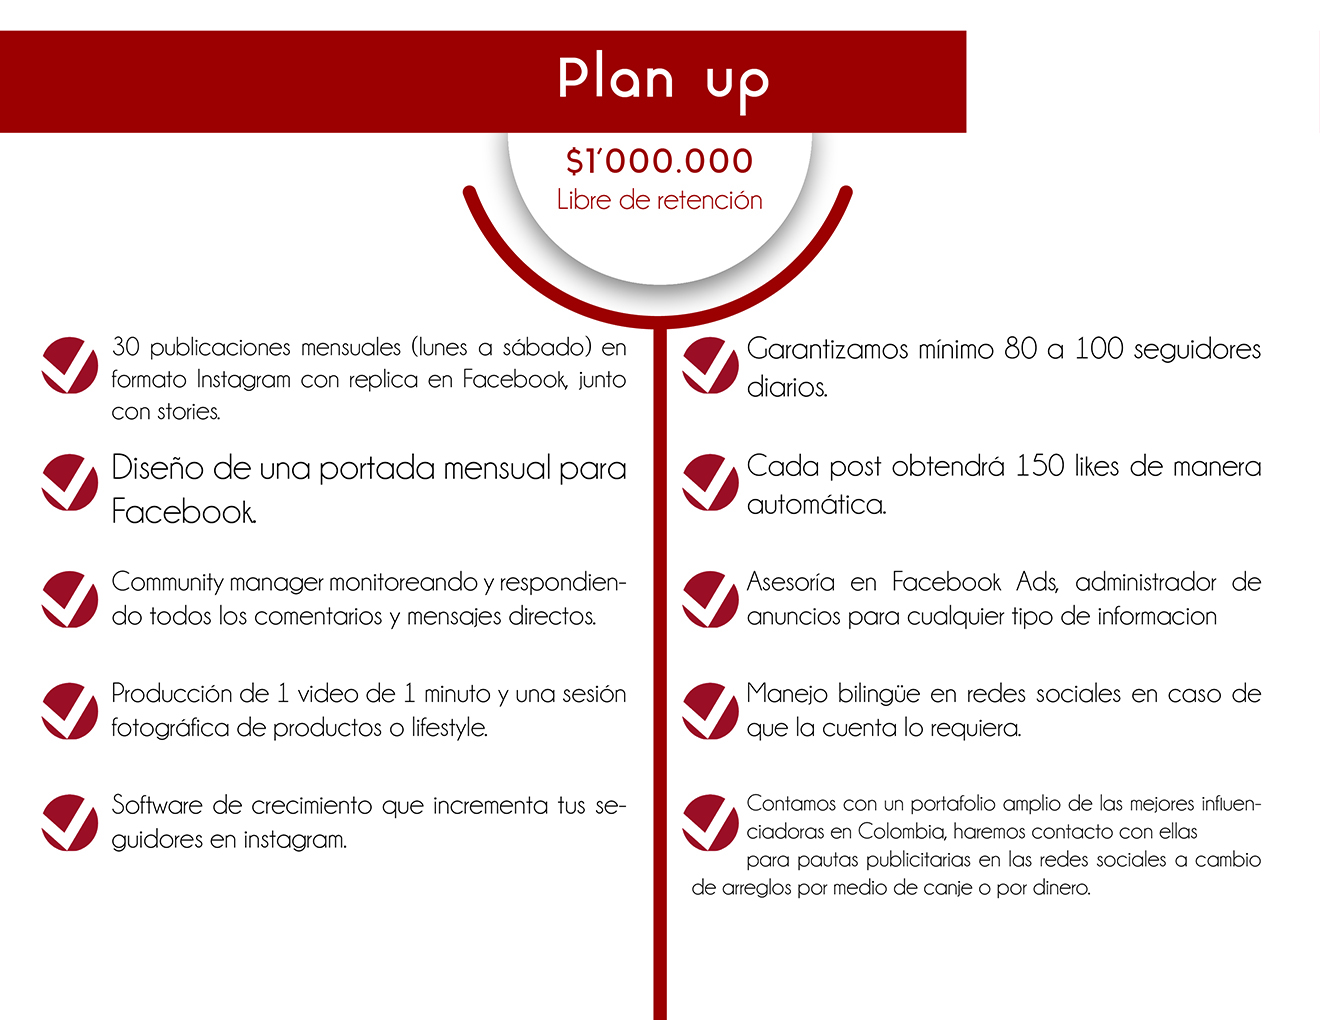 Plan up
$1’000.000
Libre de retención
30 publicaciones mensuales (lunes a sábado) en
formato Instagram con replica en Facebook, junto
con stories.
Diseño de una portada mensual para
Facebook.
Community manager monitoreando y respondien-
do todos los comentarios y mensajes directos.
Producción de 1 video de 1 minuto y una sesión
fotográfica de productos o lifestyle.
Software de crecimiento que incrementa tus se-
guidores en instagram.
Garantizamos mínimo 80 a 100 seguidores
diarios.
Cada post obtendrá 150 likes de manera
automática.
Asesoría en Facebook Ads, administrador de
anuncios para cualquier tipo de informacion
Manejo bilingüe en redes sociales en caso de
que la cuenta lo requiera.
Contamos con un portafolio amplio de las mejores influen-
ciadoras en Colombia, haremos contacto con ellas
para pautas publicitarias en las redes sociales a cambio
de arreglos por medio de canje o por dinero.